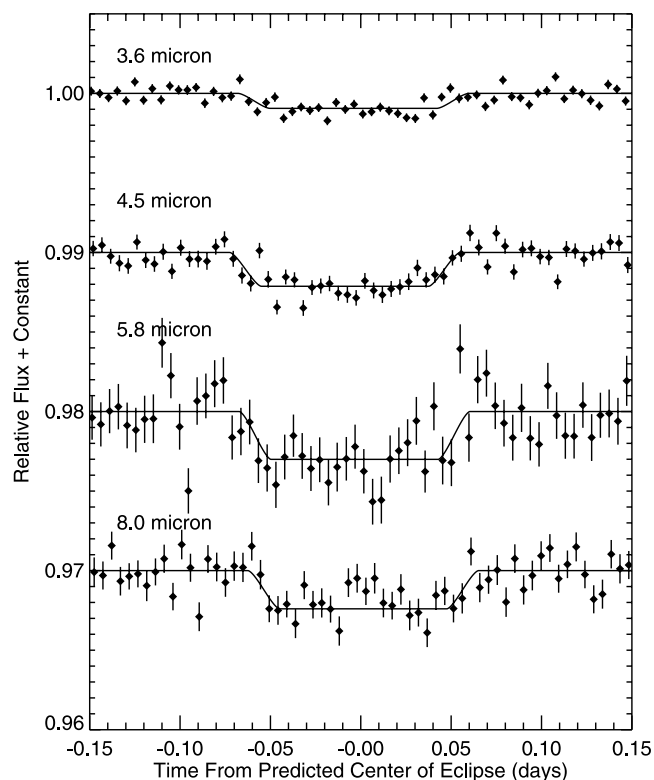 3.6 micron
1.00
4.5 micron
0.99
5.8 micron
0.98
8.0 micron
0.97
0.96
Relative Flux + Constant
-0.15 -0.10 -0.05 -0.00 0.05 0.10 0.15
Time From Predicted Center of Eclipse (days)